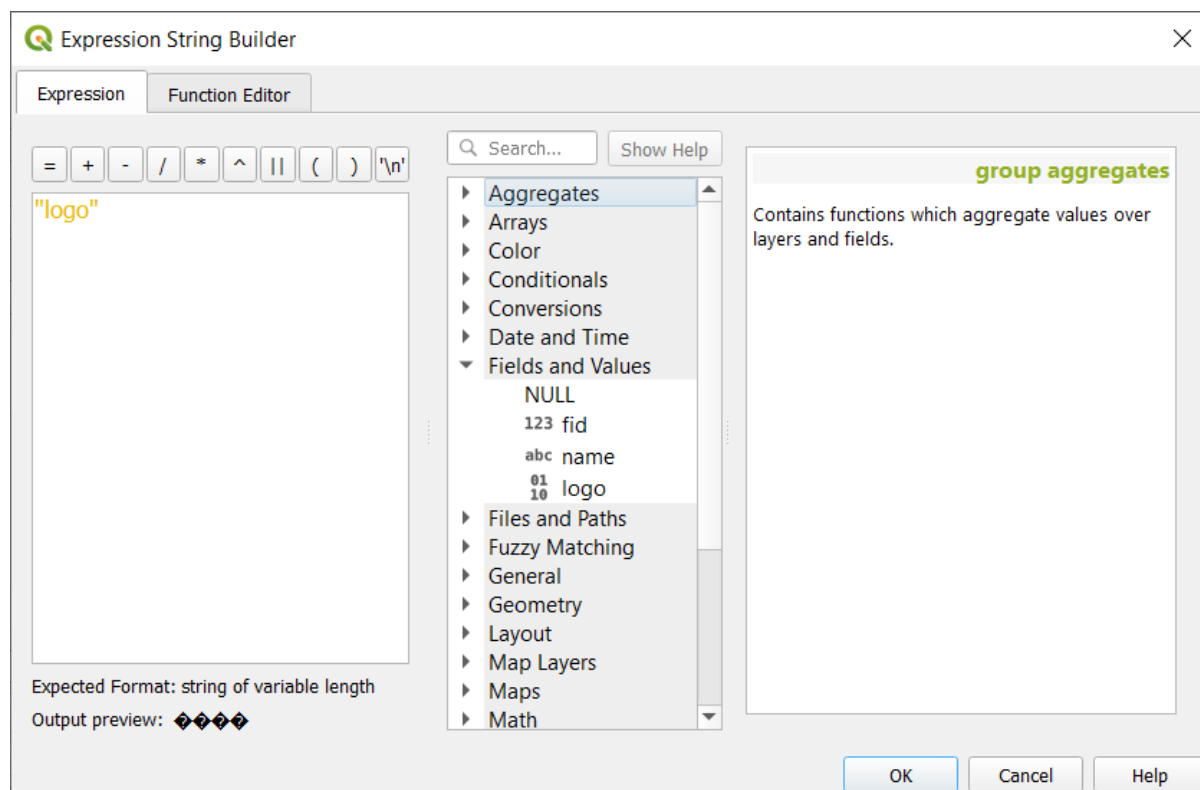 Expression String Builder
Expression
Function Editor
= + - / * ^ || ( ) '\n'
"logo"
Expected Format: string of variable length
Output preview: ����
Search...
Show Help
Aggregates
Arrays
Color
Conditionals
Conversions
Date and Time
Fields and Values
NULL
123 fid
abc name
01
10 logo
Files and Paths
Fuzzy Matching
General
Geometry
Layout
Map Layers
Maps
Math
group aggregates
Contains functions which aggregate values over
layers and fields.
OK
Cancel
Help